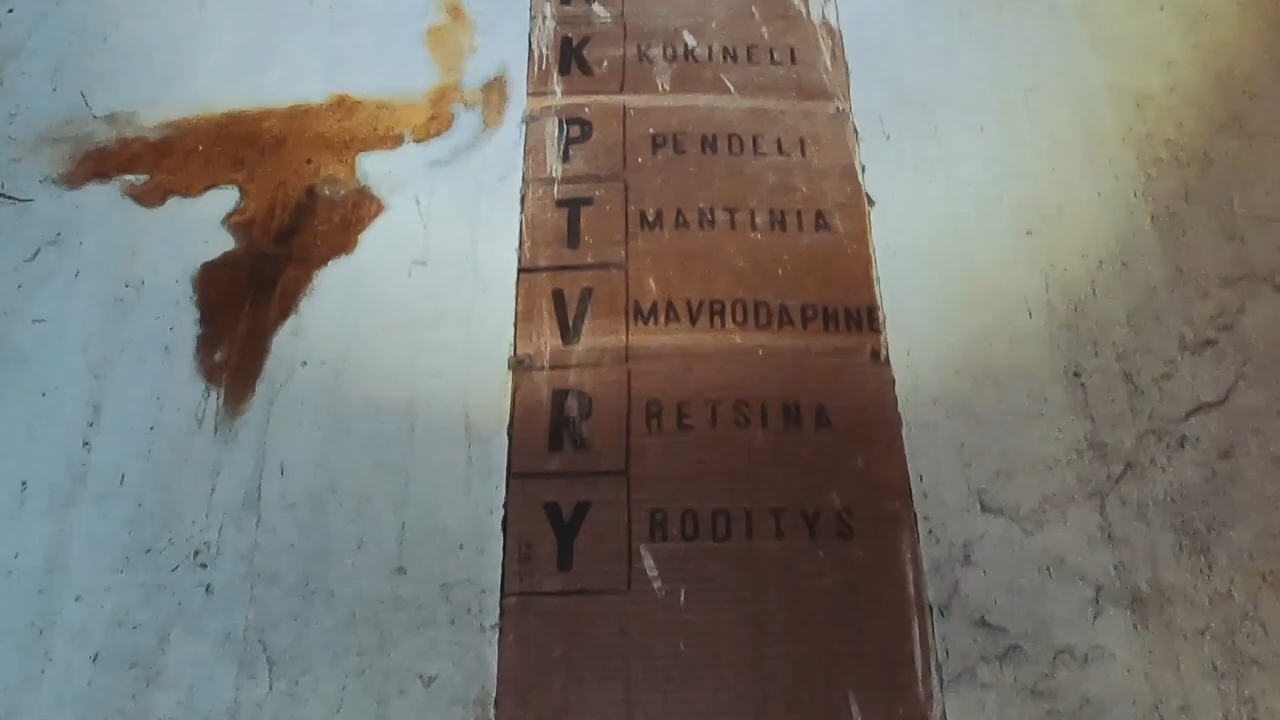 K KOKINELI
P PENDELI
T MANTINIA
V MAVRODAPHNE
R RETSINA
Y RODITYS